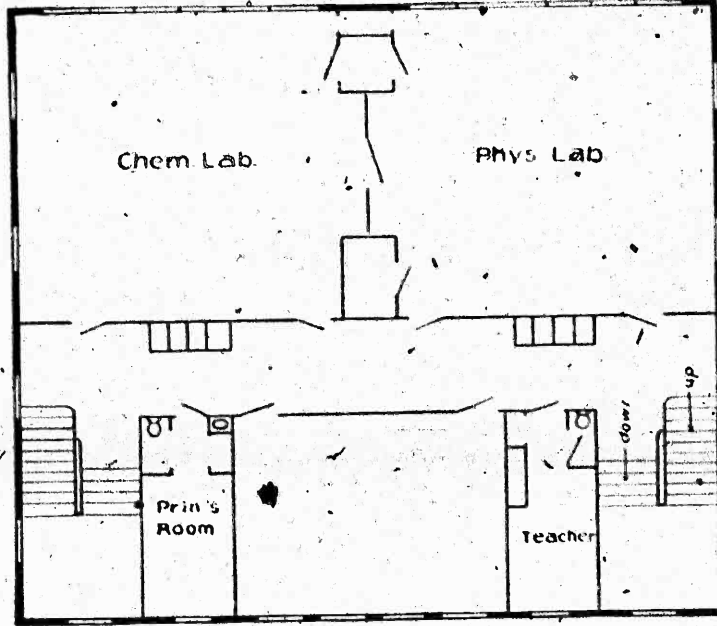 Chem. Lab.
Phys Lab
up
down
Prin's
Room
Teacher